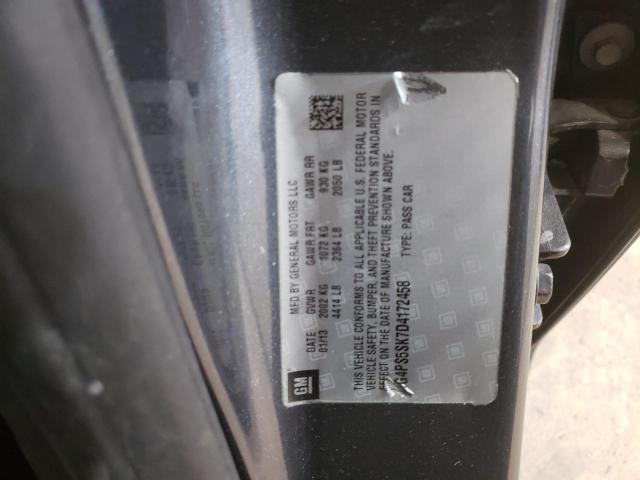 GM
MFD BY GENERAL MOTORS LLC
DATE GVWR GAWR FRT GAWR RR
01/13 2002 KG 1072 KG 930 KG
4414 LB 2364 LB 2050 LB
THIS VEHICLE CONFORMS TO ALL APPLICABLE U.S. FEDERAL MOTOR
VEHICLE SAFETY, BUMPER, AND THEFT PREVENTION STANDARDS IN
EFFECT ON THE DATE OF MANUFACTURE SHOWN ABOVE.
G4PS5SK7D4172458 TYPE: PASS CAR